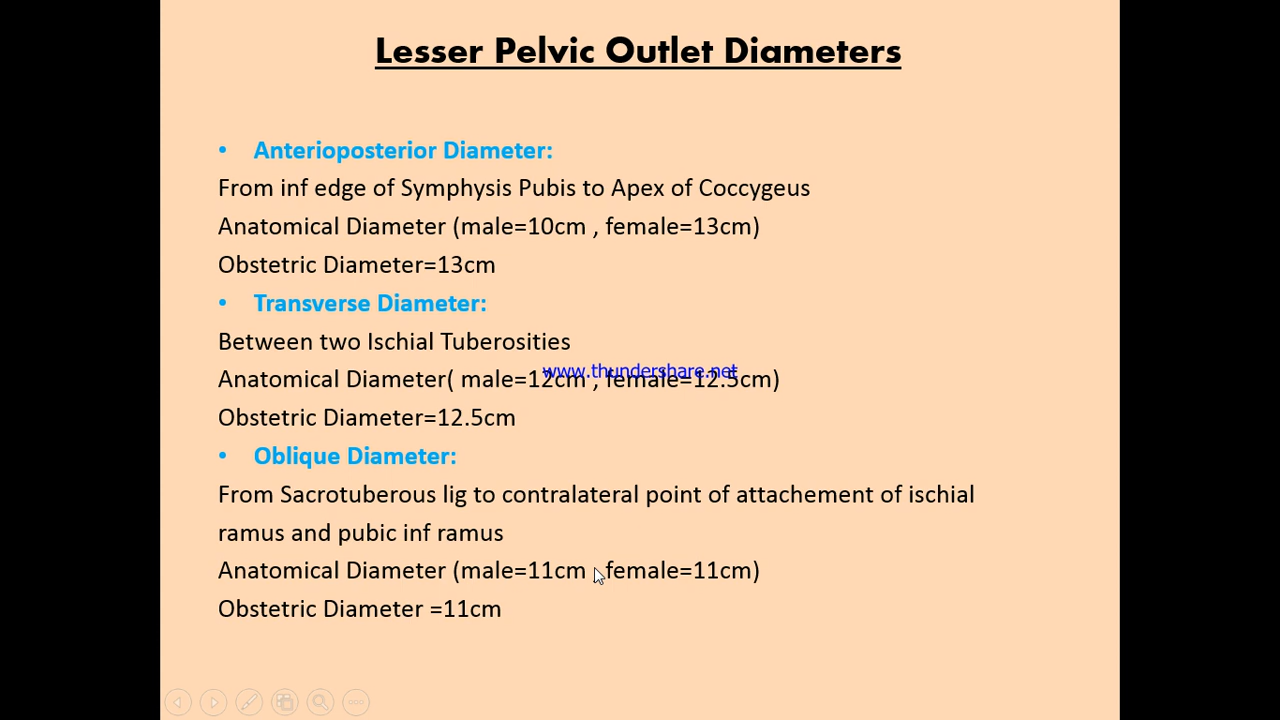 Lesser Pelvic Outlet Diameters
• Anterioposterior Diameter:
From inf edge of Symphysis Pubis to Apex of Coccygeus
Anatomical Diameter (male=10cm , female=13cm)
Obstetric Diameter=13cm
• Transverse Diameter:
Between two Ischial Tuberosities
www.thundershare.net
Anatomical Diameter( male=12cm , female=12.5cm)
Obstetric Diameter=12.5cm
• Oblique Diameter:
From Sacrotuberous lig to contralateral point of attachement of ischial
ramus and pubic inf ramus
Anatomical Diameter (male=11cm , female=11cm)
Obstetric Diameter =11cm